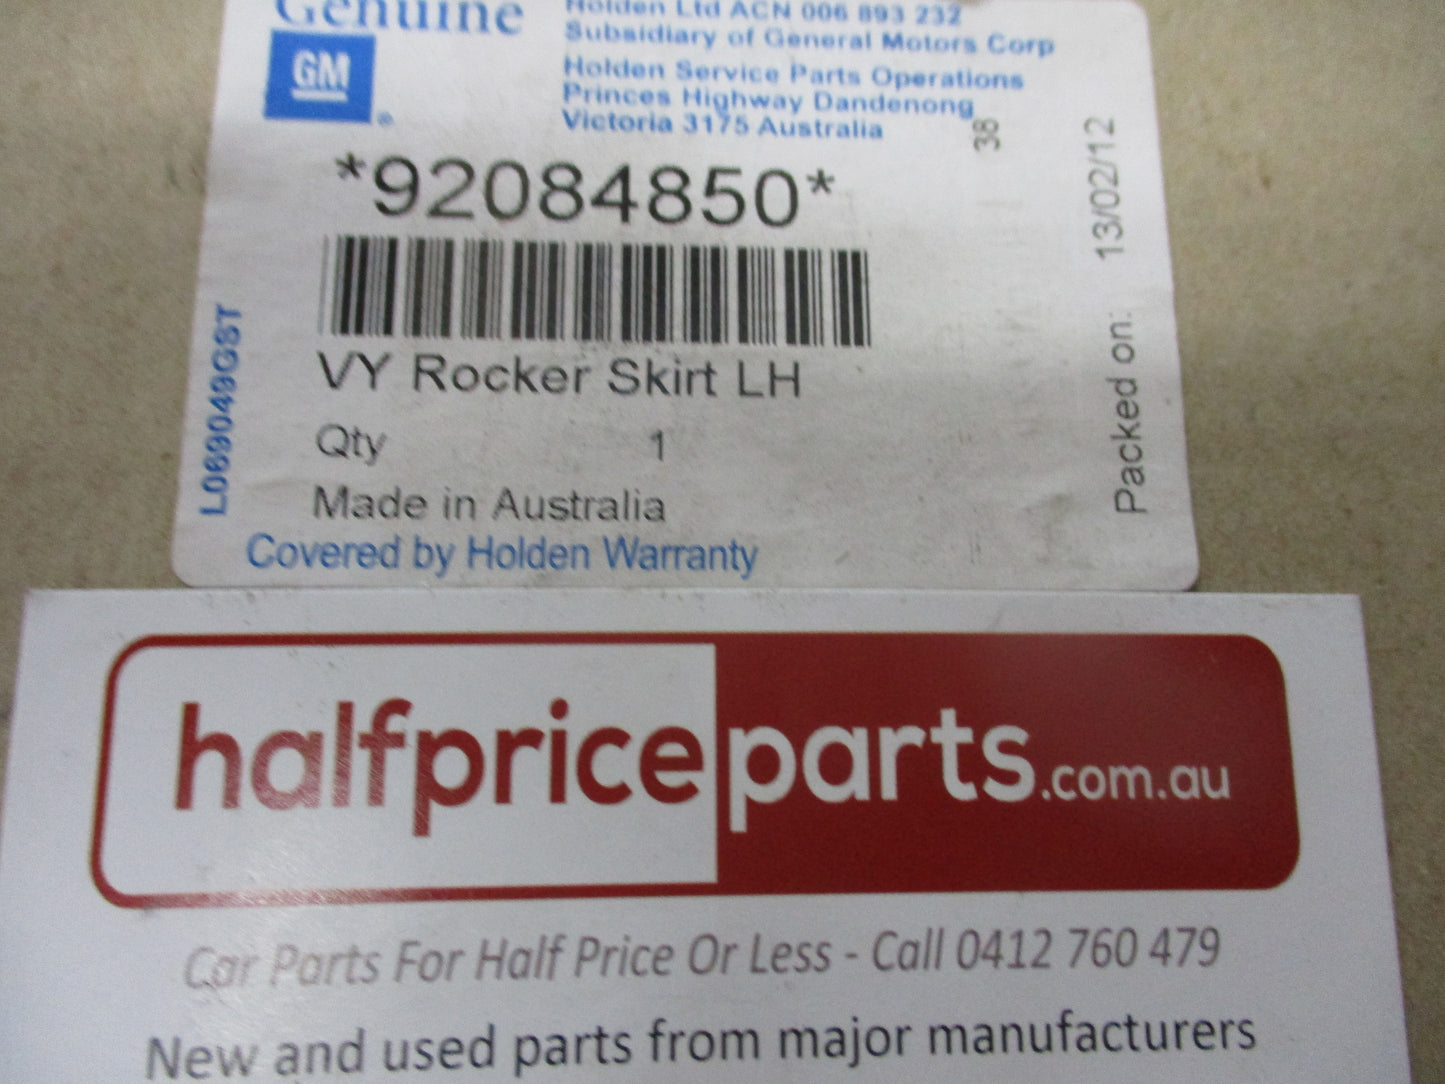 Genuine
GM
®
Holden Ltd ACN 006 893 232
Subsidiary of General Motors Corp
Holden Service Parts Operations
Princes Highway Dandenong
Victoria 3175 Australia
38
*92084850*
VY Rocker Skirt LH
Qty 1
Made in Australia
Covered by Holden Warranty
L069049GST
Packed on: 13/02/12
halfpriceparts.com.au
Car Parts For Half Price Or Less - Call 0412 760 479
New and used parts from major manufacturers